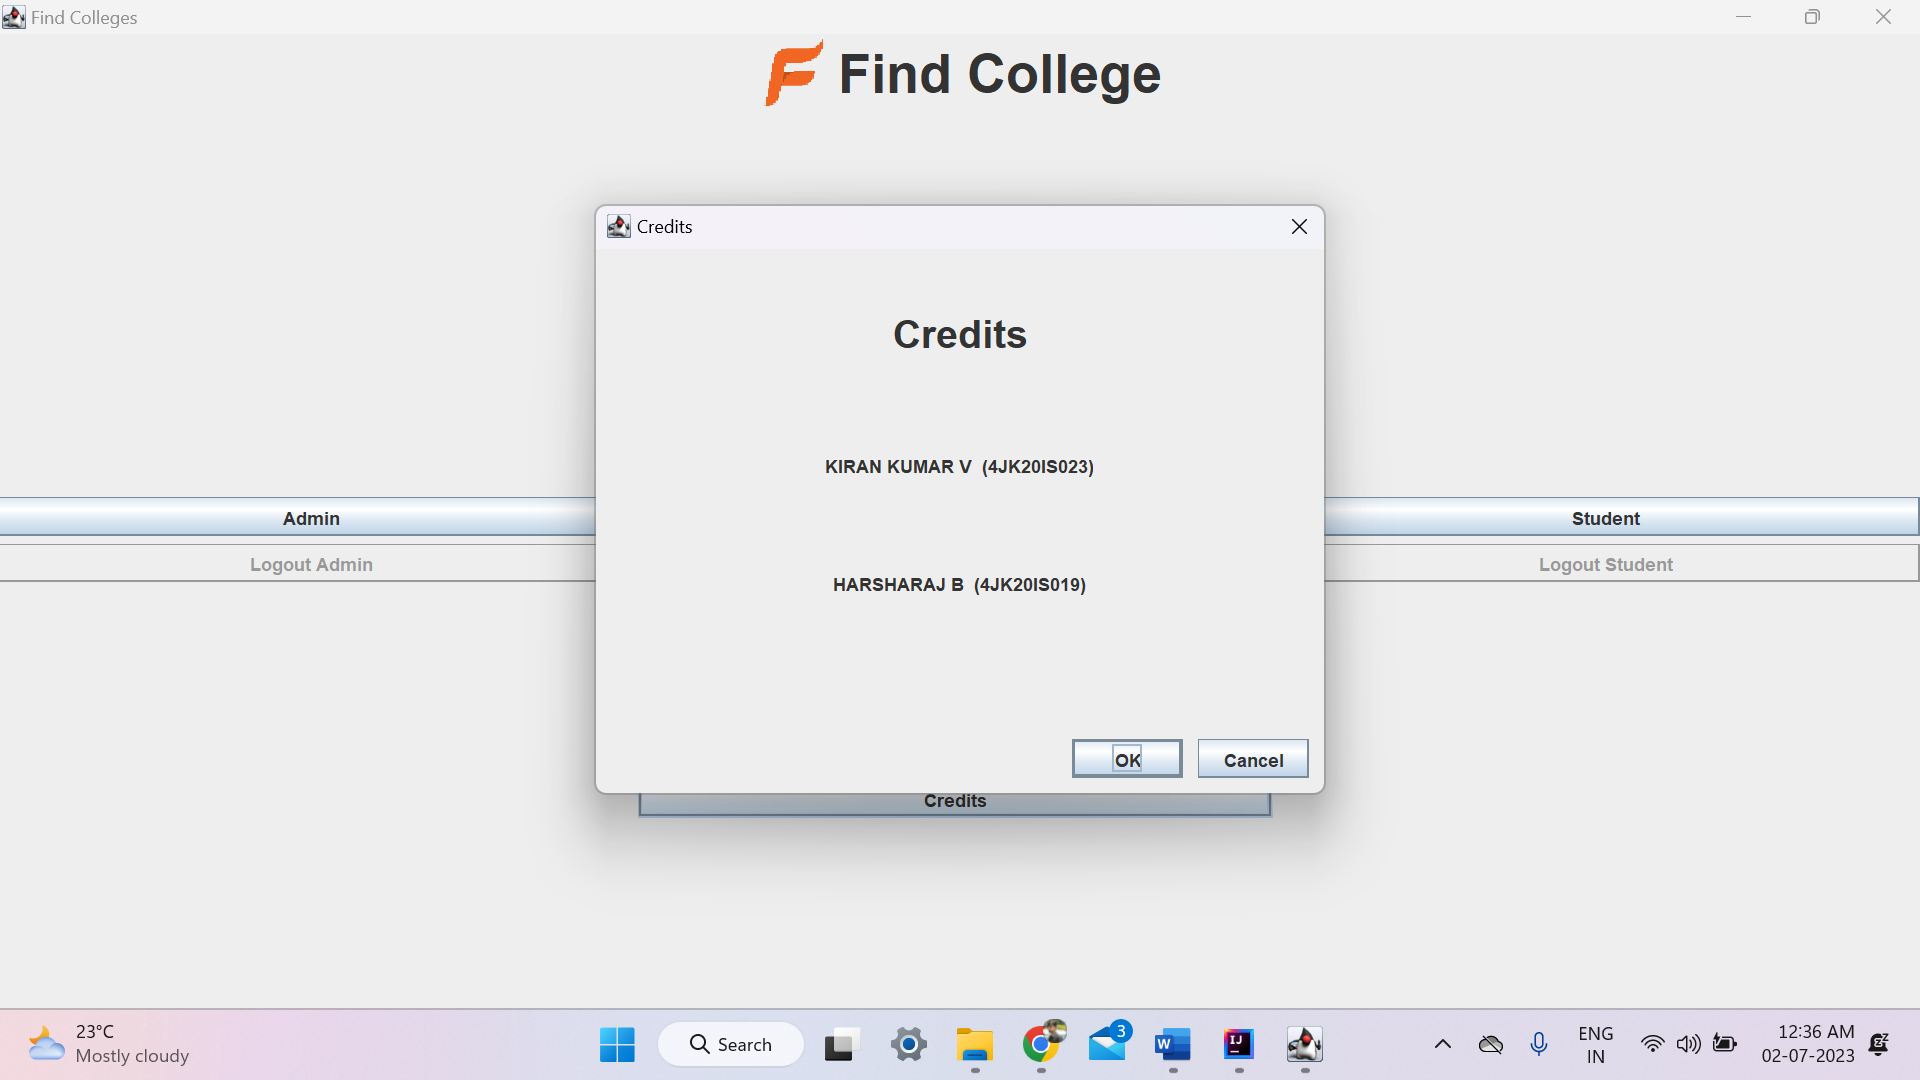 Find Colleges
Find College
Credits
Credits
KIRAN KUMAR V (4JK20IS023)
Admin
Student
Logout Admin
Logout Student
HARSHARAJ B (4JK20IS019)
OK
Cancel
Credits
23°C
Mostly cloudy
Search
3
W
IJ
ENG
IN
12:36 AM
02-07-2023